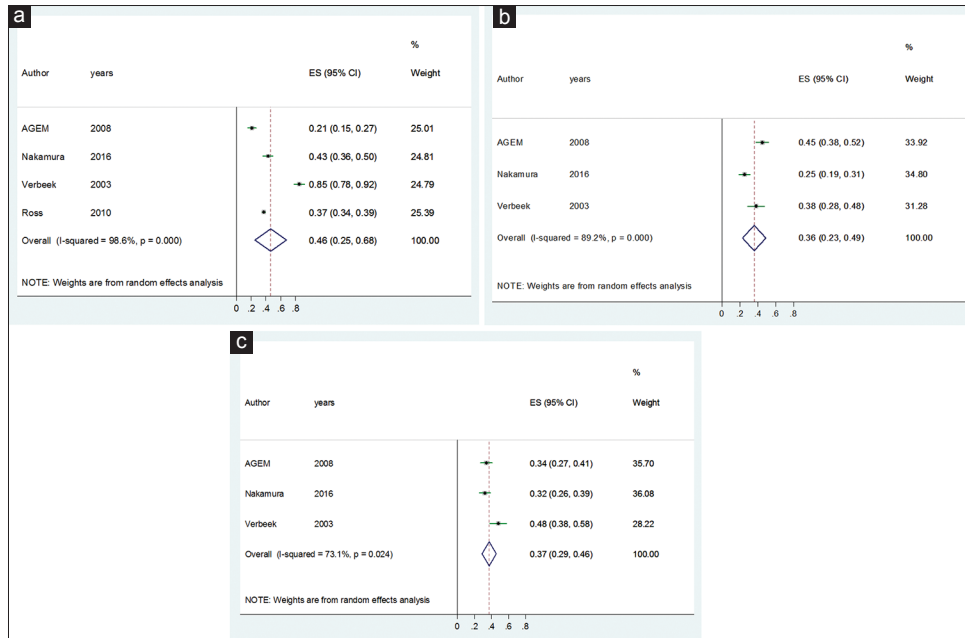 a
%
Author years ES (95% CI) Weight
AGEM 2008 0.21 (0.15, 0.27) 25.01
Nakamura 2016 0.43 (0.36, 0.50) 24.81
Verbeek 2003 0.85 (0.78, 0.92) 24.79
Ross 2010 0.37 (0.34, 0.39) 25.39
Overall (I-squared = 98.6%, p = 0.000) 0.46 (0.25, 0.68) 100.00
NOTE: Weights are from random effects analysis
0 .2 .4 .6 .8
b
%
Author years ES (95% CI) Weight
AGEM 2008 0.45 (0.38, 0.52) 33.92
Nakamura 2016 0.25 (0.19, 0.31) 34.80
Verbeek 2003 0.38 (0.28, 0.48) 31.28
Overall (I-squared = 89.2%, p = 0.000) 0.36 (0.23, 0.49) 100.00
NOTE: Weights are from random effects analysis
0 .2 .4 .6 .8
c
%
Author years ES (95% CI) Weight
AGEM 2008 0.34 (0.27, 0.41) 35.70
Nakamura 2016 0.32 (0.26, 0.39) 36.08
Verbeek 2003 0.48 (0.38, 0.58) 28.22
Overall (I-squared = 73.1%, p = 0.024) 0.37 (0.29, 0.46) 100.00
NOTE: Weights are from random effects analysis
0 .2 .4 .6 .8